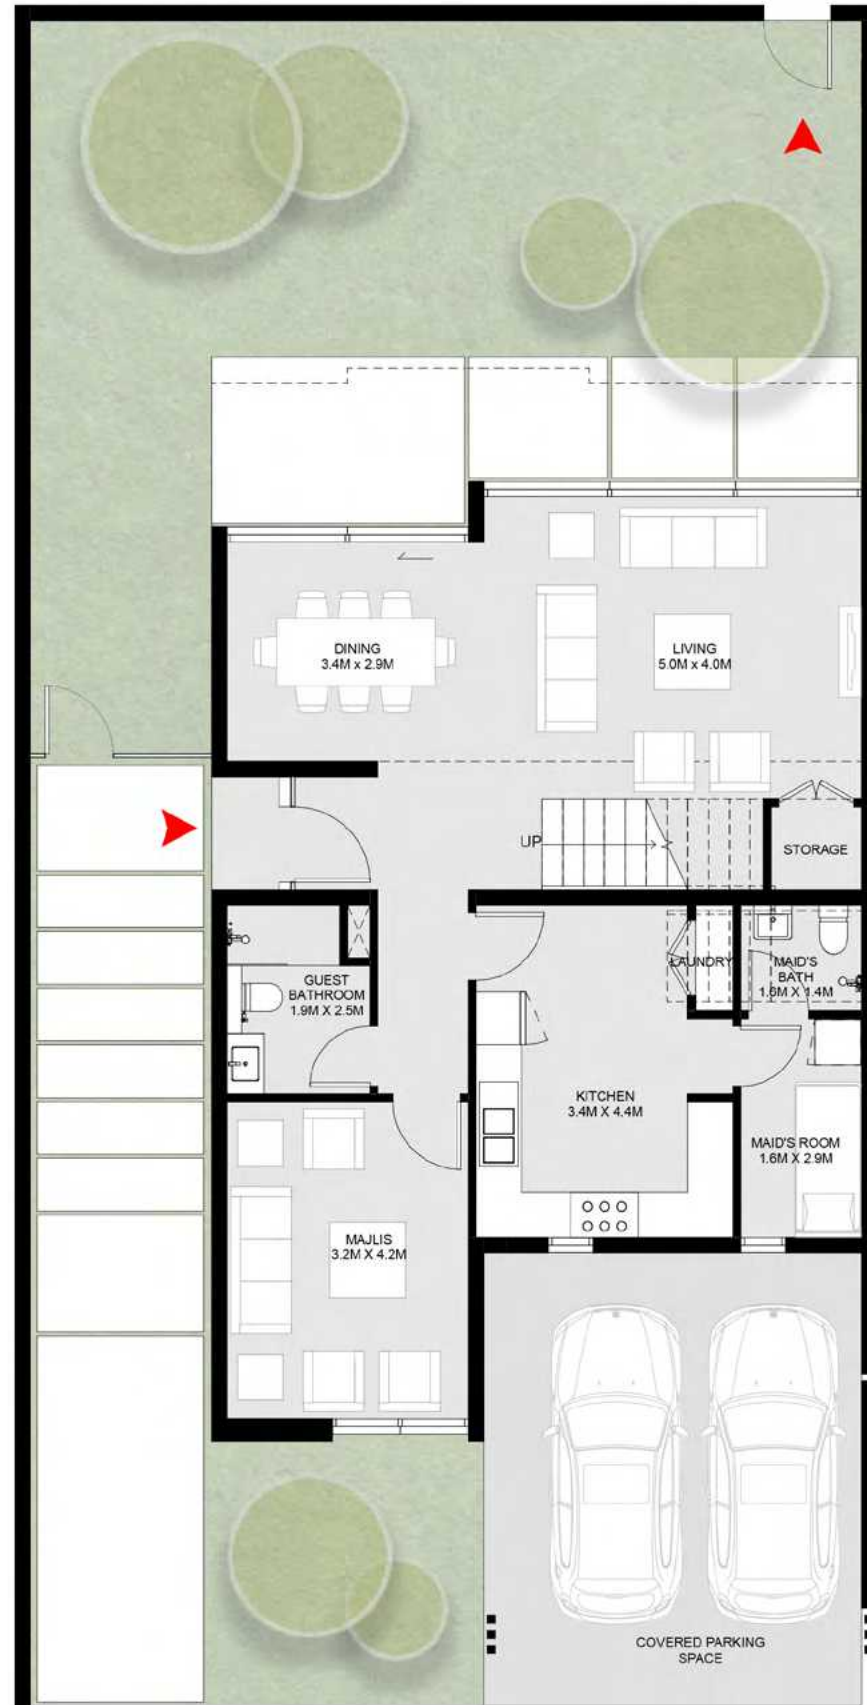 DINING
3.4M x 2.9M
LIVING
5.0M x 4.0M
UP
STORAGE
LAUNDRY
MAID'S
BATH
1.6M X 1.4M
GUEST
BATHROOM
1.9M X 2.5M
KITCHEN
3.4M X 4.4M
MAID'S ROOM
1.6M X 2.9M
MAJLIS
3.2M X 4.2M
COVERED PARKING
SPACE